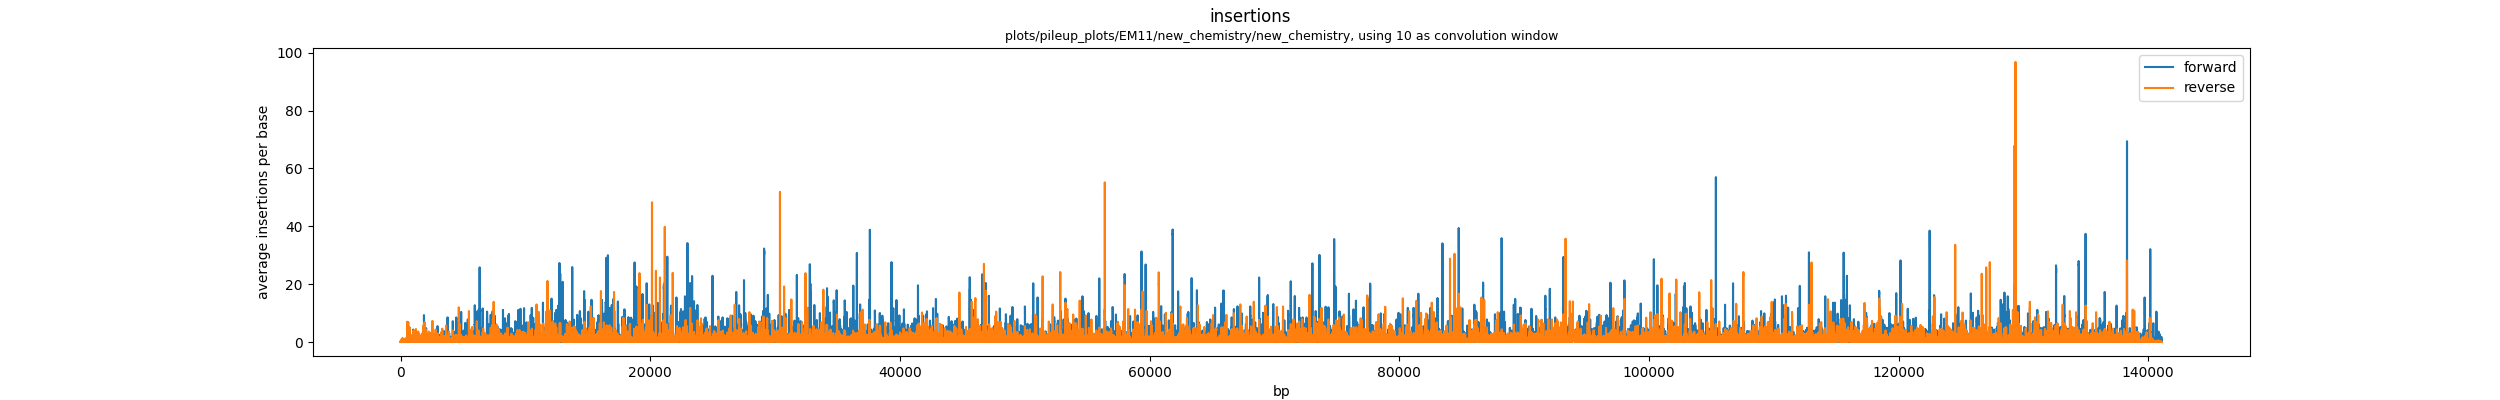 insertions
plots/pileup_plots/EM11/new_chemistry/new_chemistry, using 10 as convolution window
100
80
60
40
20
0
average insertions per base
forward
reverse
0 20000 40000 60000 80000 100000 120000 140000
bp